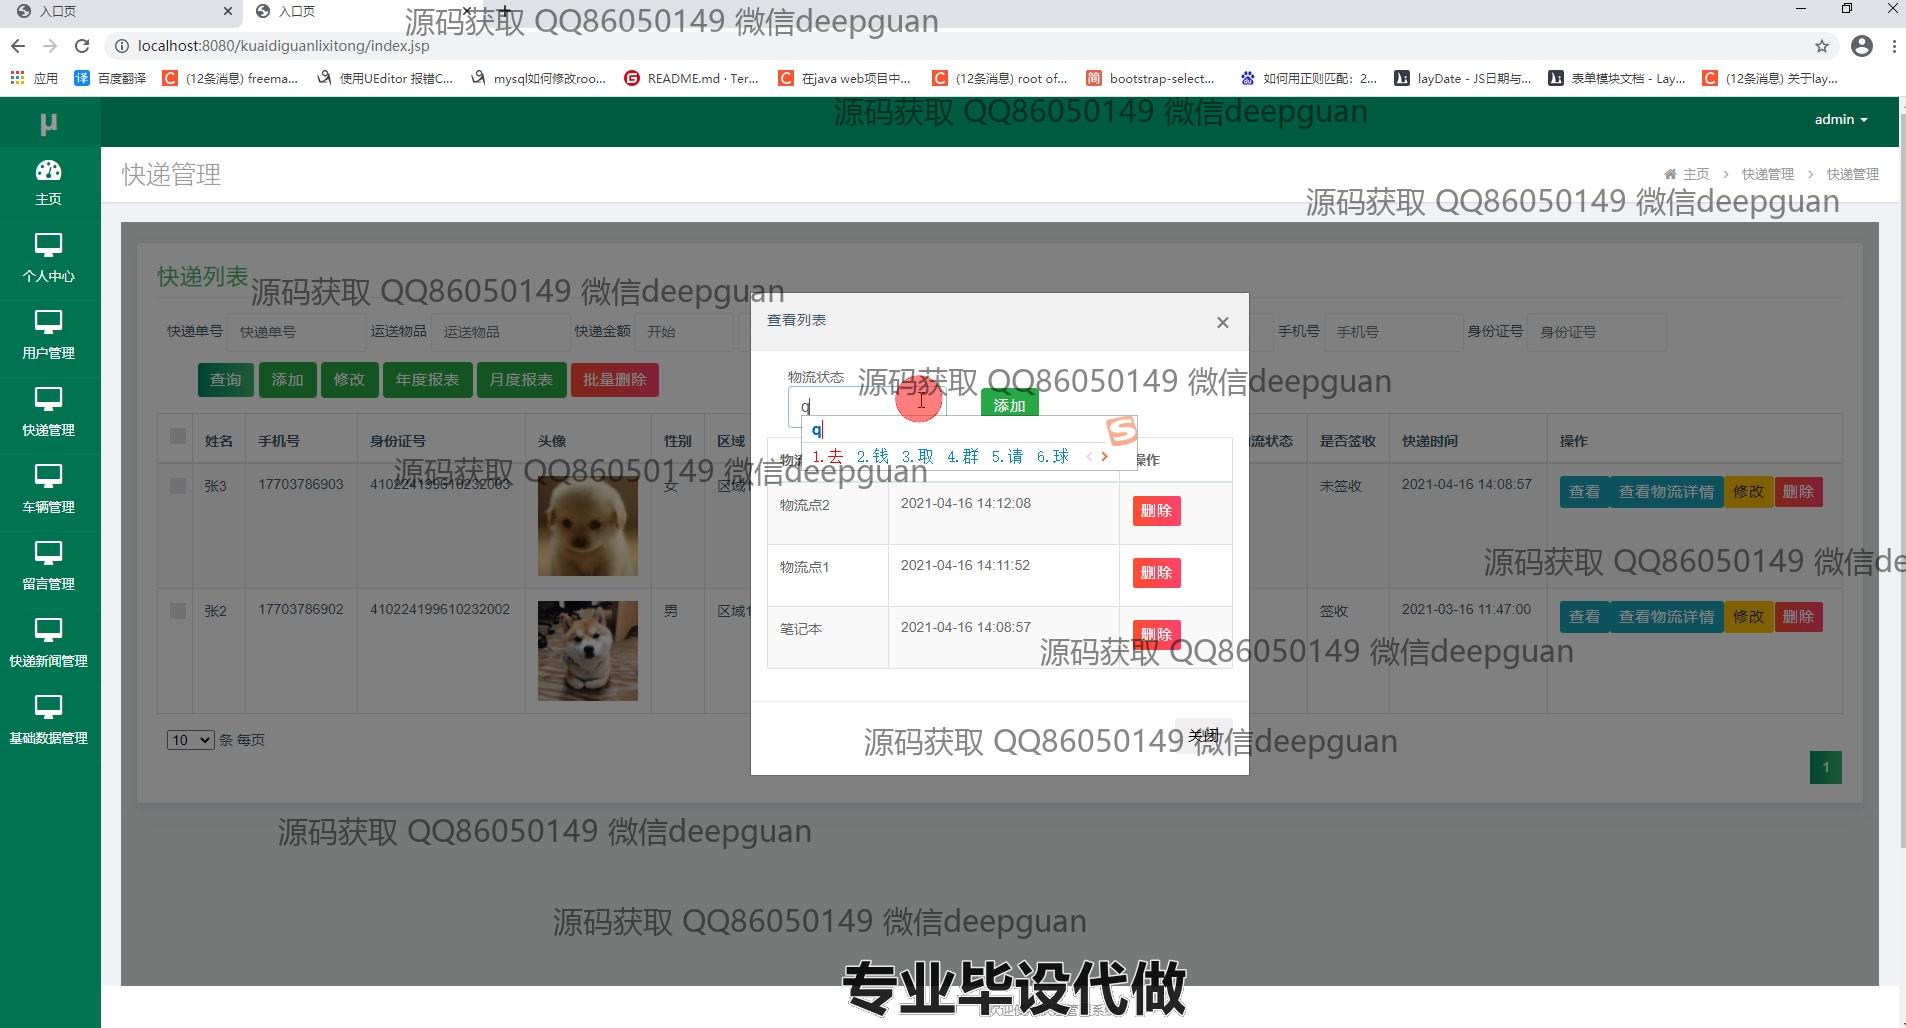 入口页
入口页
localhost:8080/kuaidiguanlixitong/index.jsp
应用 百度翻译 (12条消息) freema... 使用UEditor 报错C... mysql如何修改roo... README.md · Ter... 在java web项目中... (12条消息) root of... bootstrap-select... 如何用正则匹配：2... layDate - JS日期与... 表单模块文档 - Lay... (12条消息) 关于lay...
源码获取 QQ86050149 微信deepguan
源码获取 QQ86050149 微信deepguan
μ
admin
主页
个人中心
用户管理
快递管理
车辆管理
留言管理
快递新闻管理
基础数据管理
快递管理
主页 > 快递管理 > 快递管理
源码获取 QQ86050149 微信deepguan
快递列表
源码获取 QQ86050149 微信deepguan
快递单号 快递单号 运送物品 运送物品 快递金额 开始 手机号 手机号 身份证号 身份证号
查询 添加 修改 年度报表 月度报表 批量删除
姓名 手机号 身份证号 头像 性别 区域 流状态 是否签收 快递时间 操作
张3 17703786903 410224199610232003 女 区域 未签收 2021-04-16 14:08:57 查看 查看物流详情 修改 删除
源码获取 QQ86050149 微信deepguan
源码获取 QQ86050149 微信deepguan
张2 17703786902 410224199610232002 男 区域1 签收 2021-03-16 11:47:00 查看 查看物流详情 修改 删除
10 条 每页
1
查看列表 ×
物流状态
源码获取 QQ86050149 微信deepguan
q 添加
q
1.去 2.钱 3.取 4.群 5.请 6.球 < >
S
物流 操作
物流点2 2021-04-16 14:12:08 删除
物流点1 2021-04-16 14:11:52 删除
笔记本 2021-04-16 14:08:57 删除
源码获取 QQ86050149 微信deepguan
关闭
源码获取 QQ86050149 微信deepguan
源码获取 QQ86050149 微信deepguan
源码获取 QQ86050149 微信deepguan
专业毕设代做